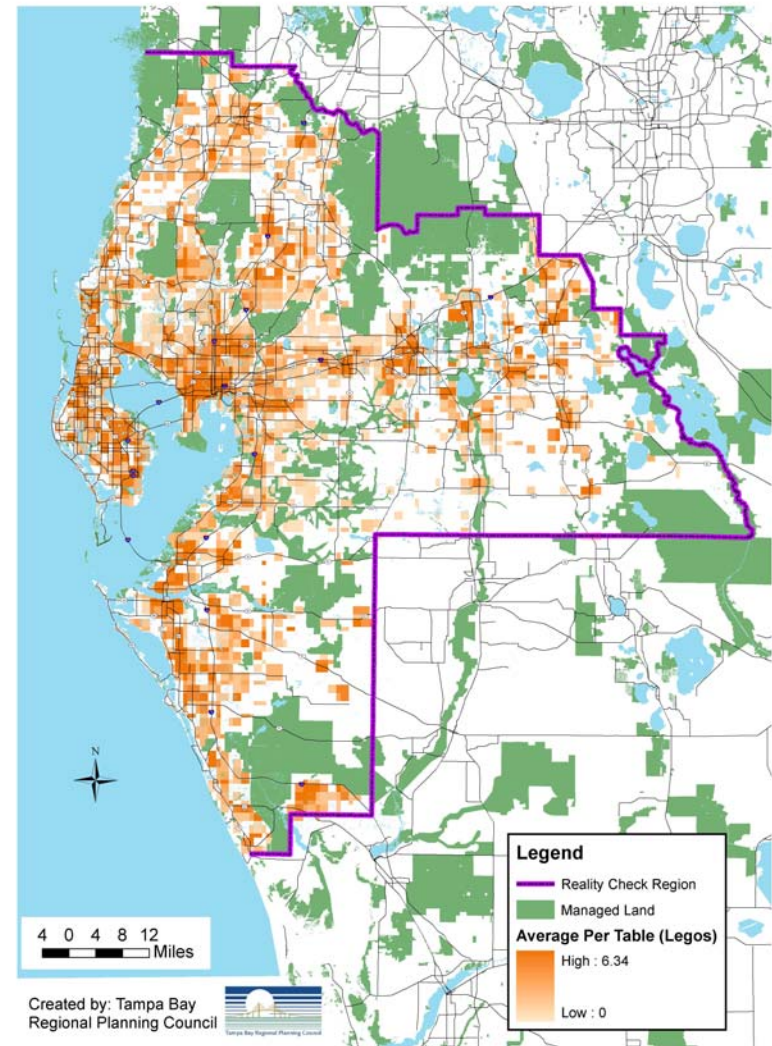 N
Legend
Reality Check Region
Managed Land
Average Per Table (Legos)
High : 6.34
Low : 0
4 0 4 8 12
Miles
Created by: Tampa Bay
Regional Planning Council
Tampa Bay Regional Planning Council